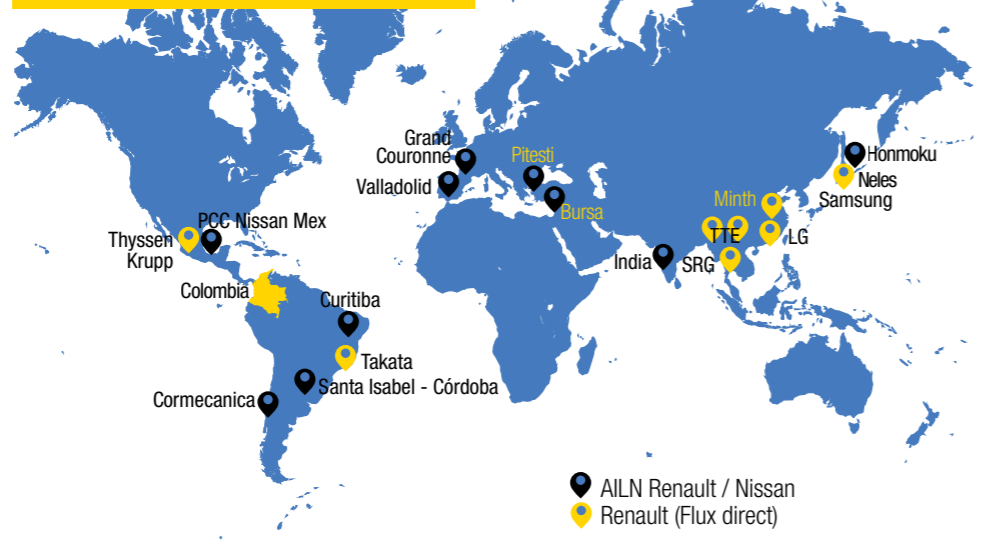 Grand
Couronne
Pitesti
Honmoku
Valladolid
Neles
Samsung
Minth
Bursa
PCC Nissan Mex
Thyssen
Krupp
TTE
LG
India
SRG
Colombia
Curitiba
Takata
Santa Isabel - Córdoba
Cormecanica
AILN Renault / Nissan
Renault (Flux direct)